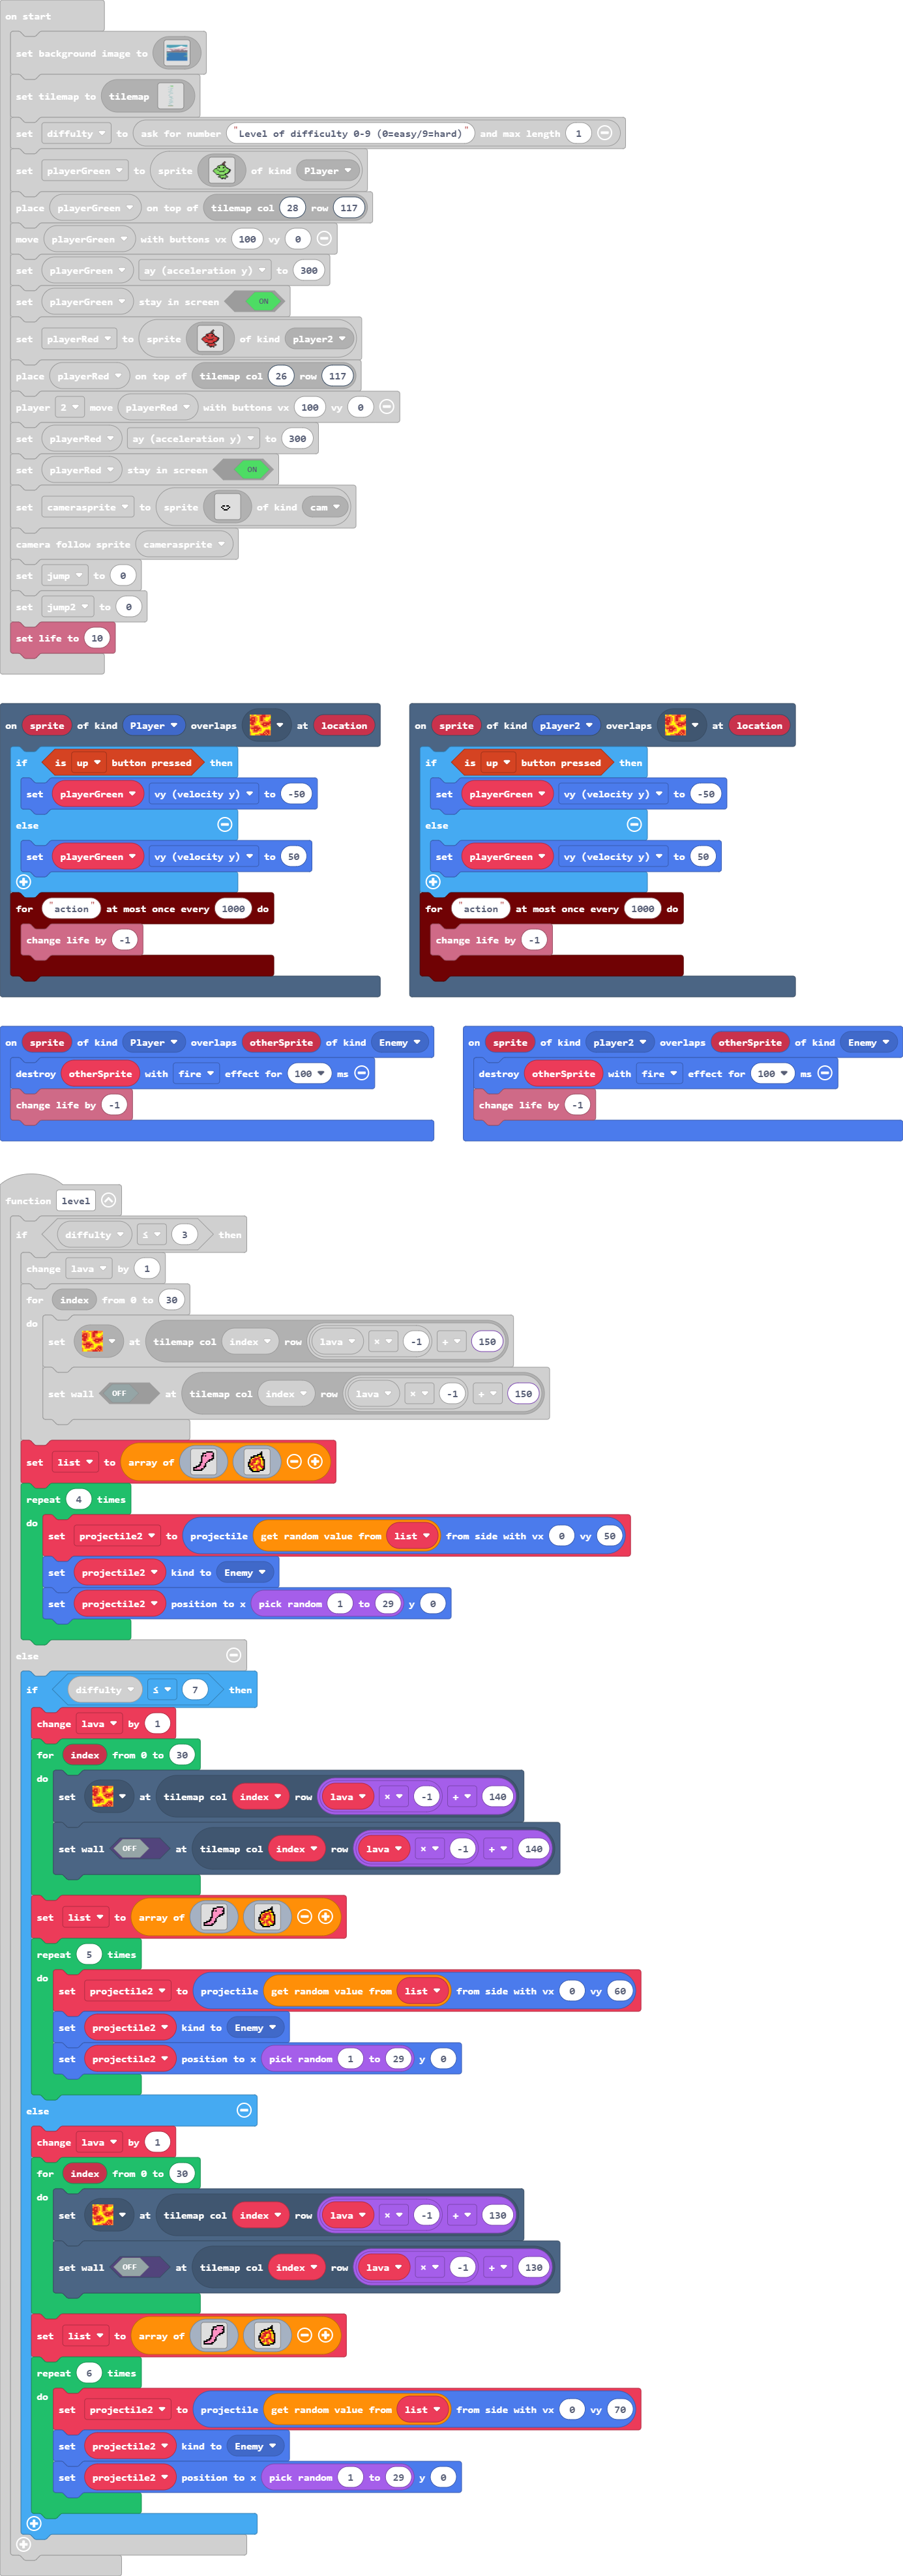 on start
set background image to
set tilemap to tilemap
set diffulty to ask for number "Level of difficulty 0-9 (0=easy/9=hard)" and max length 1
set playerGreen to sprite of kind Player
place playerGreen on top of tilemap col 28 row 117
move playerGreen with buttons vx 100 vy 0
set playerGreen ay (acceleration y) to 300
set playerGreen stay in screen ON
set playerRed to sprite of kind player2
place playerRed on top of tilemap col 26 row 117
player 2 move playerRed with buttons vx 100 vy 0
set playerRed ay (acceleration y) to 300
set playerRed stay in screen ON
set camerasprite to sprite of kind cam
camera follow sprite camerasprite
set jump to 0
set jump2 to 0
set life to 10
on sprite of kind Player overlaps at location
if is up button pressed then
set playerGreen vy (velocity y) to -50
else
set playerGreen vy (velocity y) to 50
for "action" at most once every 1000 do
change life by -1
on sprite of kind player2 overlaps at location
if is up button pressed then
set playerGreen vy (velocity y) to -50
else
set playerGreen vy (velocity y) to 50
for "action" at most once every 1000 do
change life by -1
on sprite of kind Player overlaps otherSprite of kind Enemy
destroy otherSprite with fire effect for 100 ms
change life by -1
on sprite of kind player2 overlaps otherSprite of kind Enemy
destroy otherSprite with fire effect for 100 ms
change life by -1
function level
if diffulty ≤ 3 then
change lava by 1
for index from 0 to 30
do
set at tilemap col index row lava × -1 + 150
set wall OFF at tilemap col index row lava × -1 + 150
set list to array of
repeat 4 times
do
set projectile2 to projectile get random value from list from side with vx 0 vy 50
set projectile2 kind to Enemy
set projectile2 position to x pick random 1 to 29 y 0
else
if diffulty ≤ 7 then
change lava by 1
for index from 0 to 30
do
set at tilemap col index row lava × -1 + 140
set wall OFF at tilemap col index row lava × -1 + 140
set list to array of
repeat 5 times
do
set projectile2 to projectile get random value from list from side with vx 0 vy 60
set projectile2 kind to Enemy
set projectile2 position to x pick random 1 to 29 y 0
else
change lava by 1
for index from 0 to 30
do
set at tilemap col index row lava × -1 + 130
set wall OFF at tilemap col index row lava × -1 + 130
set list to array of
repeat 6 times
do
set projectile2 to projectile get random value from list from side with vx 0 vy 70
set projectile2 kind to Enemy
set projectile2 position to x pick random 1 to 29 y 0